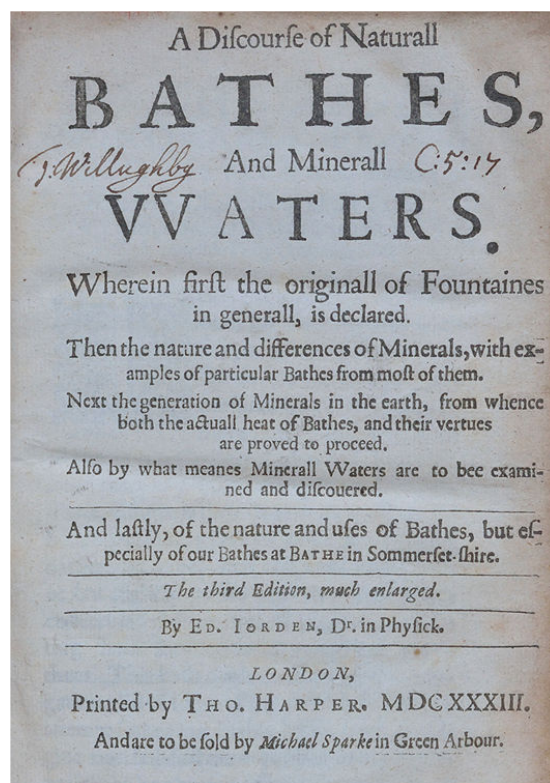 A Diſcourſe of Naturall
BATHES,
T: Willughby And Minerall C:5:17
VVATERS.
Wherein firſt the originall of Fountaines
in generall, is declared.
Then the nature and differences of Minerals, with ex-
amples of particular Bathes from moſt of them.
Next the generation of Minerals in the earth, from whence
both the actuall heat of Bathes, and their vertues
are proved to proceed.
Alſo by what meanes Minerall Waters are to bee exami-
ned and diſcouered.
And laſtly, of the nature and uſes of Bathes, but eſ-
pecially of our Bathes at BATHE in Sommerſet-ſhire.
The third Edition, much enlarged.
By ED. IORDEN, Dr. in Phyſick.
LONDON,
Printed by THO. HARPER. MDCXXXIII.
And are to be ſold by Michael Sparke in Green Arbour.